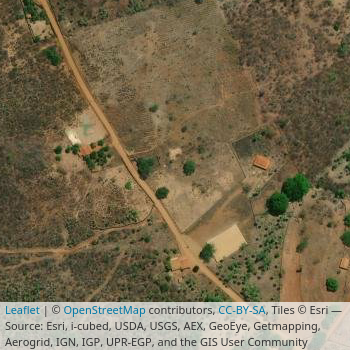 Leaflet | © OpenStreetMap contributors, CC-BY-SA, Tiles © Esri —
Source: Esri, i-cubed, USDA, USGS, AEX, GeoEye, Getmapping,
Aerogrid, IGN, IGP, UPR-EGP, and the GIS User Community